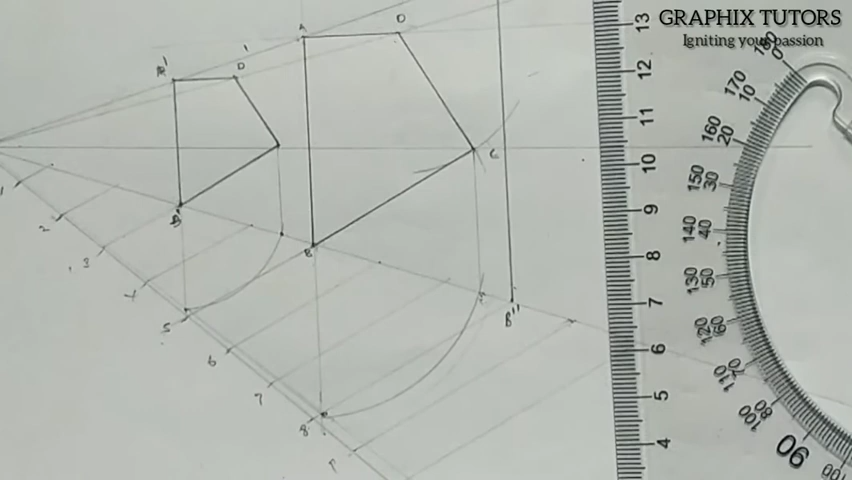 GRAPHIX TUTORS
Igniting your passion
A
D
A'
D'
C
B'
B
B"
1
2
3
4
5
6
7
8
13
12
11
10
9
8
7
6
5
4
180 0
170 10
160 20
150 30
140 40
130 50
120 60
110 70
100 80
90